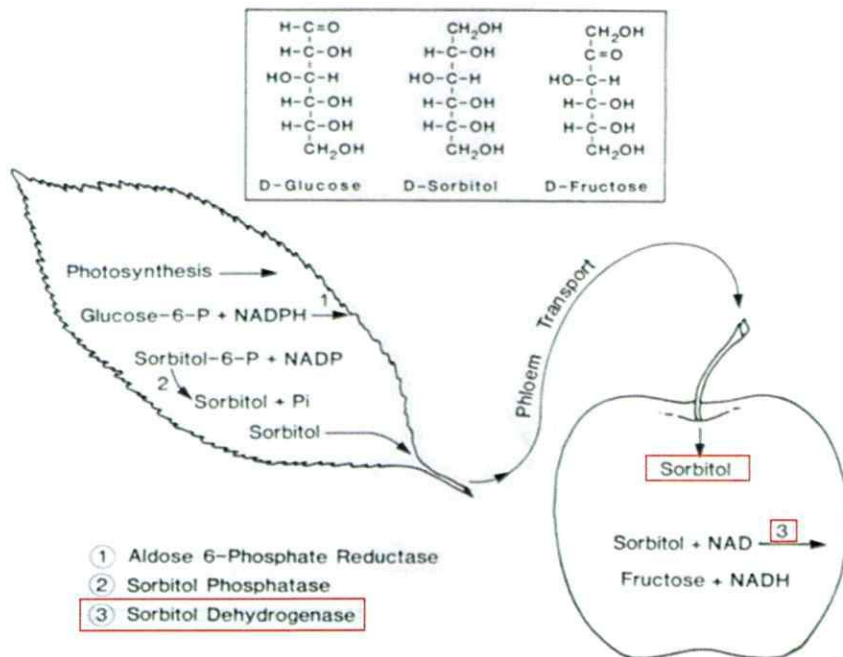 H-C=O
H-C-OH
HO-C-H
H-C-OH
H-C-OH
CH2OH
D-Glucose
CH2OH
H-C-OH
HO-C-H
H-C-OH
H-C-OH
CH2OH
D-Sorbitol
CH2OH
C=O
HO-C-H
H-C-OH
H-C-OH
CH2OH
D-Fructose
Photosynthesis
Glucose-6-P + NADPH
1
Sorbitol-6-P + NADP
2
Sorbitol + Pi
Sorbitol
Phloem Transport
Sorbitol
Sorbitol + NAD
3
Fructose + NADH
1 Aldose 6-Phosphate Reductase
2 Sorbitol Phosphatase
3 Sorbitol Dehydrogenase